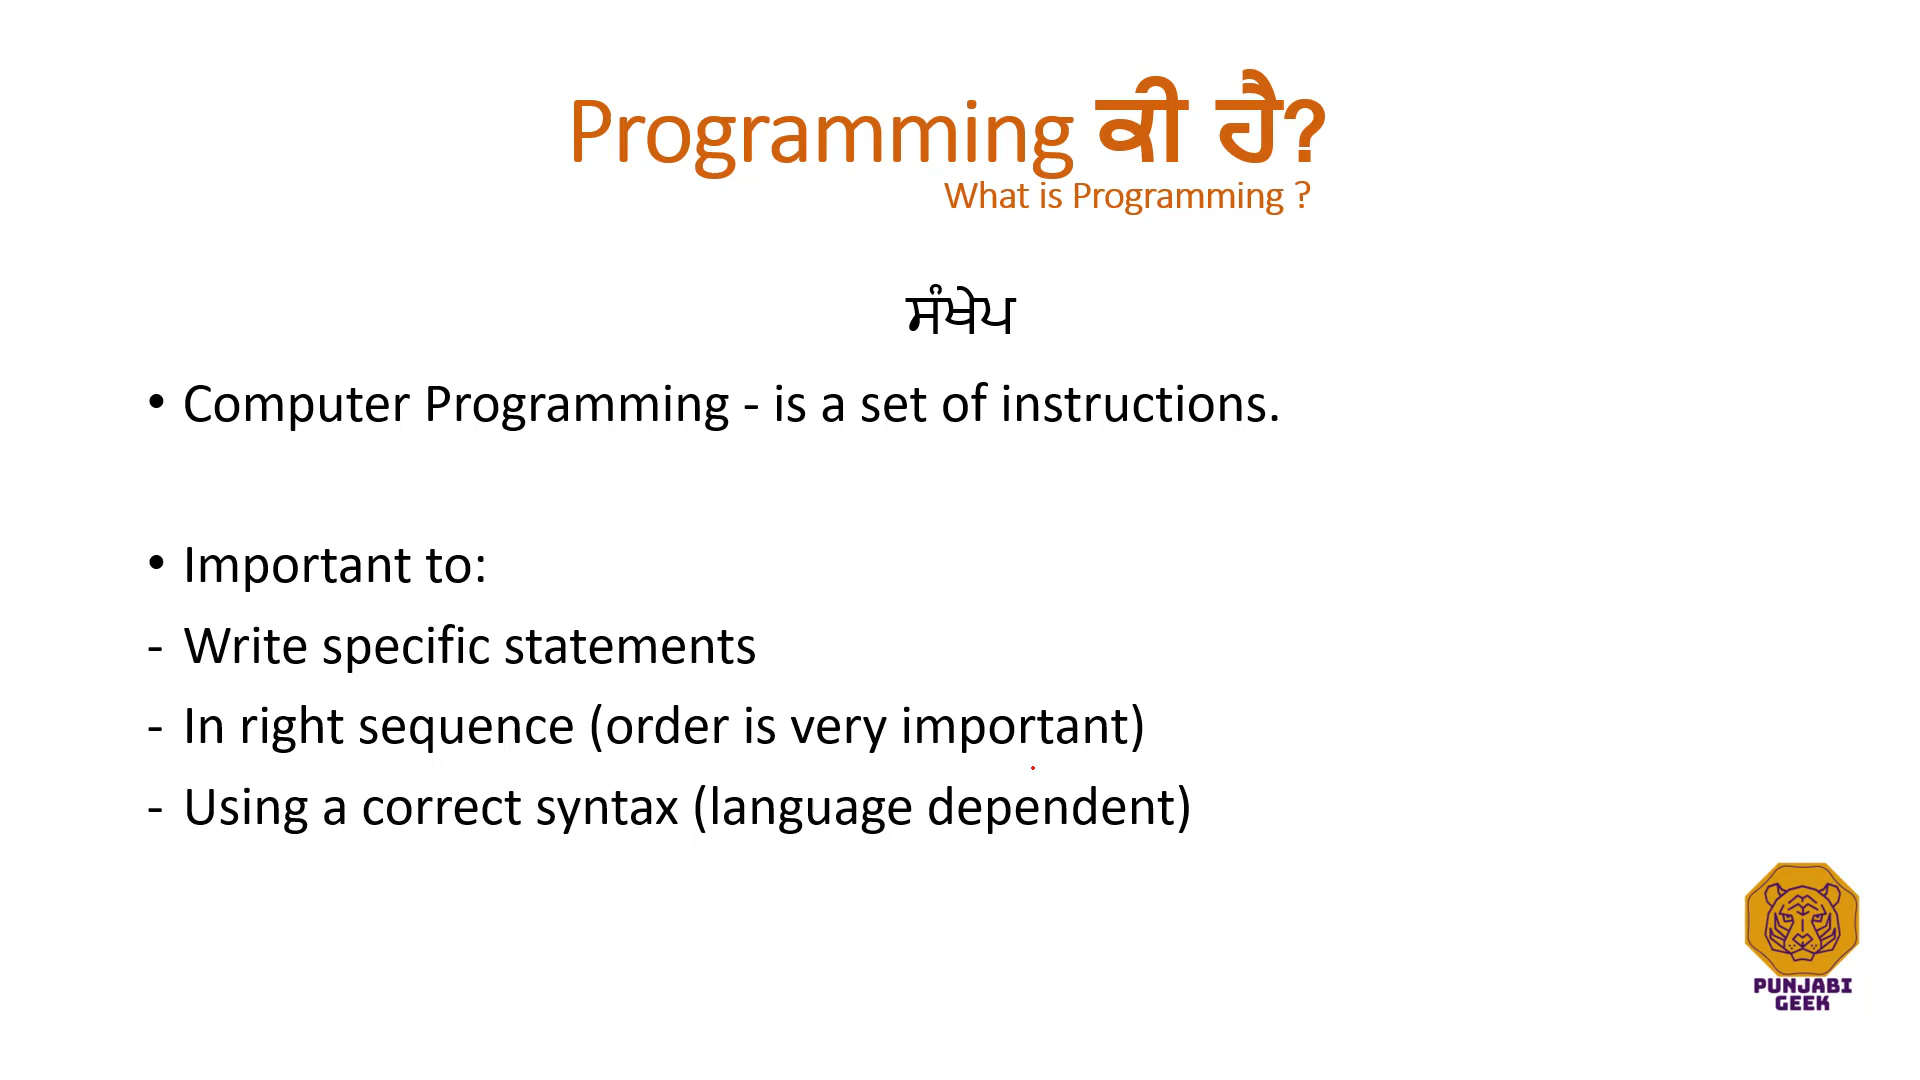 Programming ਕੀ ਹੈ?
What is Programming ?
ਸੰਖੇਪ
• Computer Programming - is a set of instructions.
• Important to:
- Write specific statements
- In right sequence (order is very important)
- Using a correct syntax (language dependent)
PUNJABI
GEEK